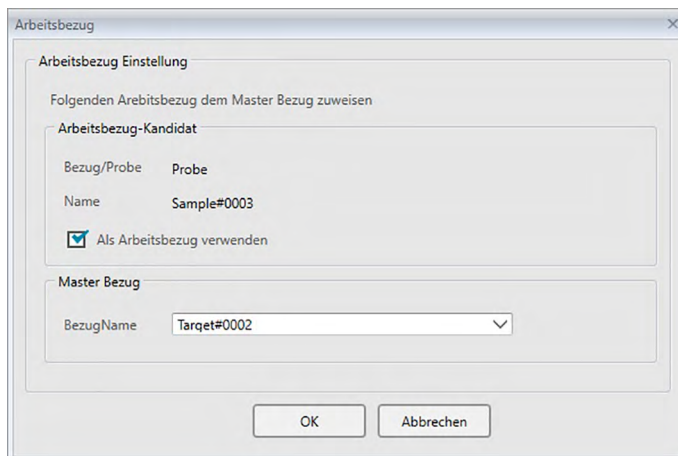 Arbeitsbezug
Arbeitsbezug Einstellung
Folgenden Arebitsbezug dem Master Bezug zuweisen
Arbeitsbezug-Kandidat
Bezug/Probe Probe
Name Sample#0003
Als Arbeitsbezug verwenden
Master Bezug
BezugName Target#0002
OK Abbrechen